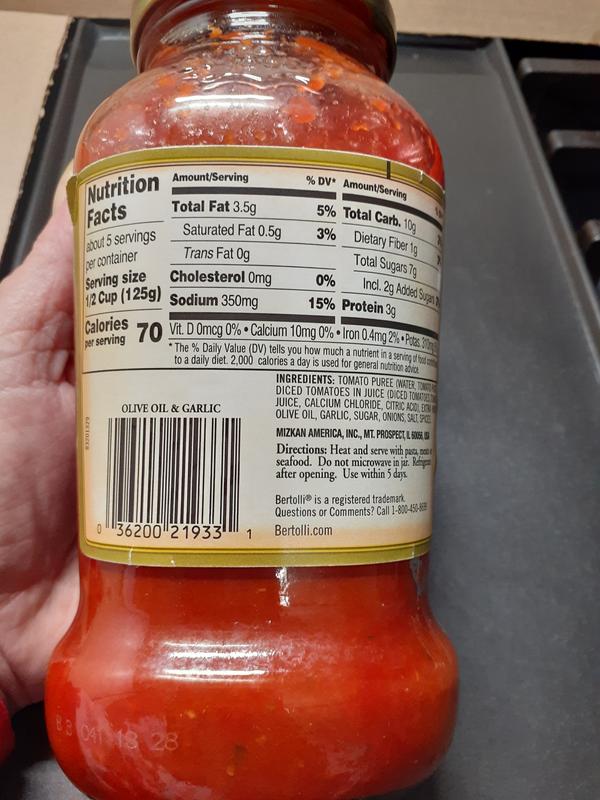 Nutrition
Facts
about 5 servings
per container
Serving size
1/2 Cup (125g)
Calories
per serving 70
Amount/Serving % DV*
Total Fat 3.5g 5%
Saturated Fat 0.5g 3%
Trans Fat 0g
Cholesterol 0mg 0%
Sodium 350mg 15%
Amount/Serving
Total Carb. 10g
Dietary Fiber 1g
Total Sugars 7g
Incl. 2g Added Sugars
Protein 3g
Vit. D 0mcg 0% • Calcium 10mg 0% • Iron 0.4mg 2% • Potas.
* The % Daily Value (DV) tells you how much a nutrient in a serving of food
to a daily diet. 2,000 calories a day is used for general nutrition advice.
OLIVE OIL & GARLIC
0 36200 21933 1
INGREDIENTS: TOMATO PUREE (WATER, TOMATO
DICED TOMATOES IN JUICE (DICED TOMATOES,
JUICE, CALCIUM CHLORIDE, CITRIC ACID),
OLIVE OIL, GARLIC, SUGAR, ONIONS, SALT, SPICES.
MIZKAN AMERICA, INC., MT. PROSPECT, IL 60056, USA
Directions: Heat and serve with pasta,
seafood. Do not microwave in jar.
after opening. Use within 5 days.
Bertolli® is a registered trademark.
Questions or Comments? Call 1-800-450-8699
Bertolli.com